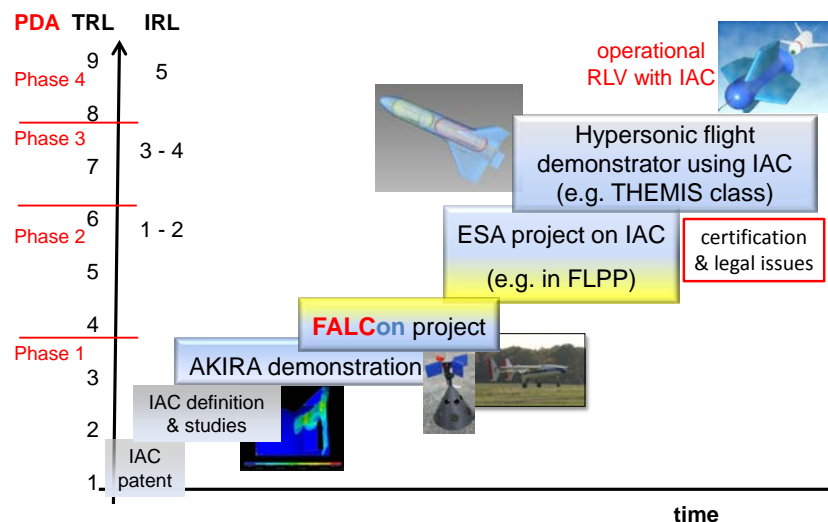 PDA TRL IRL
9
5
Phase 4
8
Phase 3
3 - 4
7
6
1 - 2
Phase 2
5
4
Phase 1
3
2
1
operational
RLV with IAC
Hypersonic flight
demonstrator using IAC
(e.g. THEMIS class)
ESA project on IAC
(e.g. in FLPP)
certification
& legal issues
FALCon project
AKIRA demonstration
IAC definition
& studies
IAC
patent
time